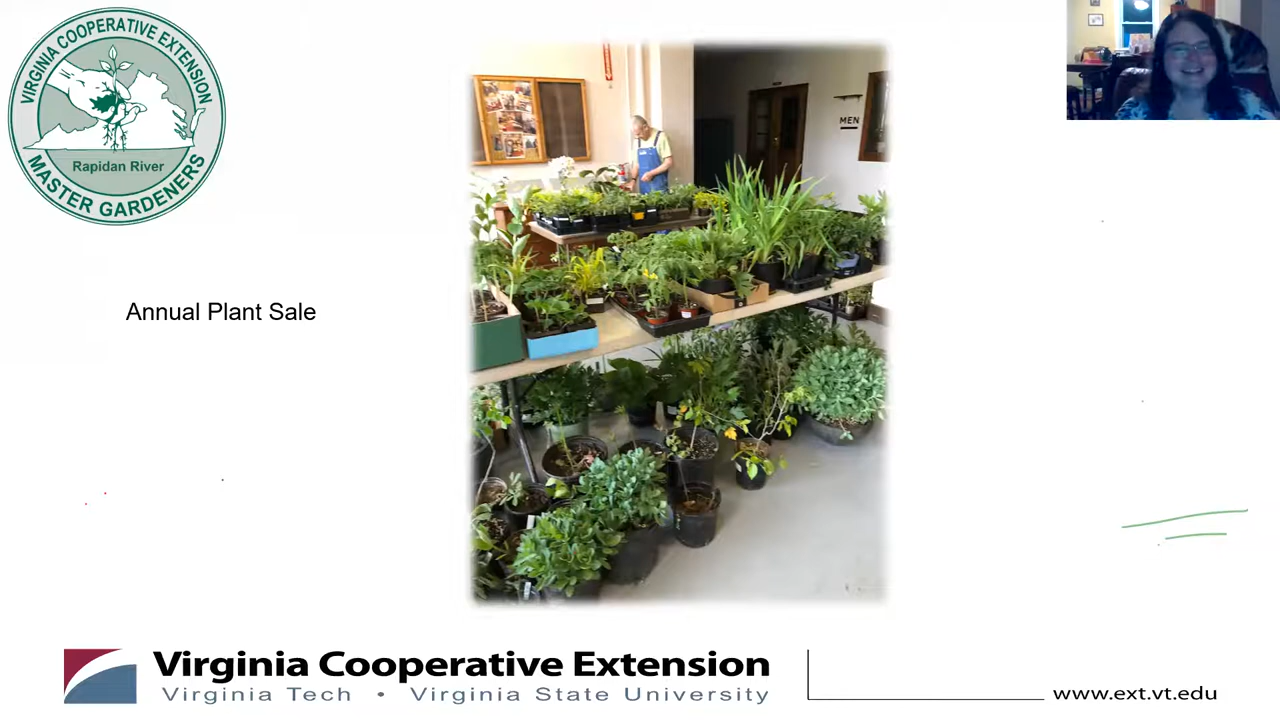 VIRGINIA COOPERATIVE EXTENSION
Rapidan River
MASTER GARDENERS
MEN
Annual Plant Sale
Virginia Cooperative Extension
Virginia Tech • Virginia State University
www.ext.vt.edu